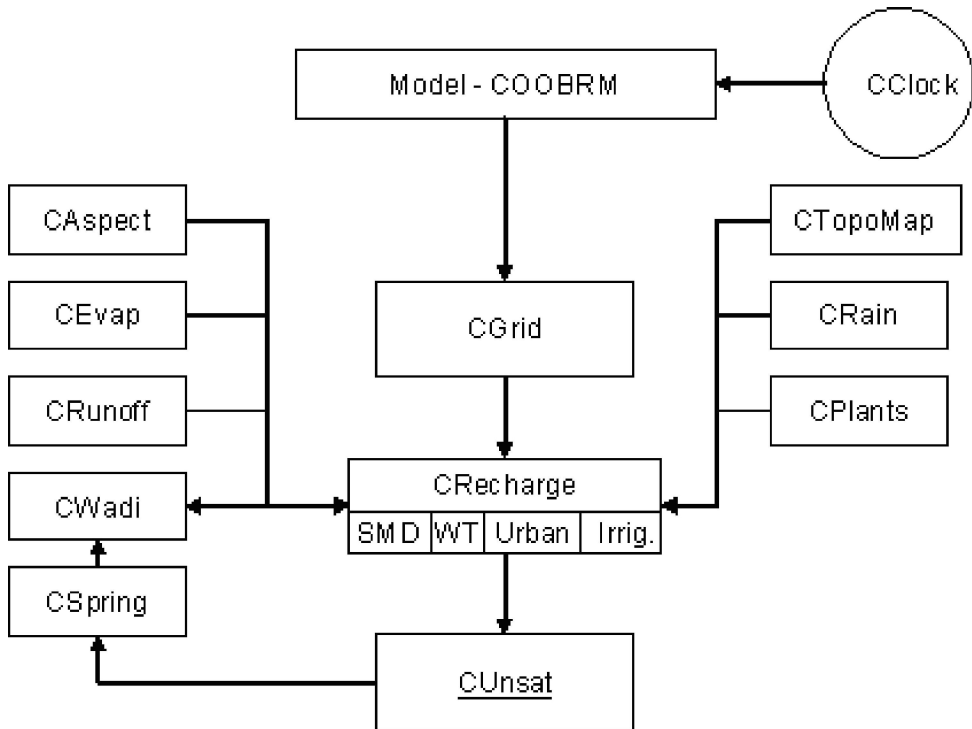 Model - COOBRM
CClock
CAspect
CTopoMap
CEvap
CGrid
CRain
CRunoff
CPlants
CRecharge
CWadi
SMD WT Urban Irrig.
CSpring
CUnsat